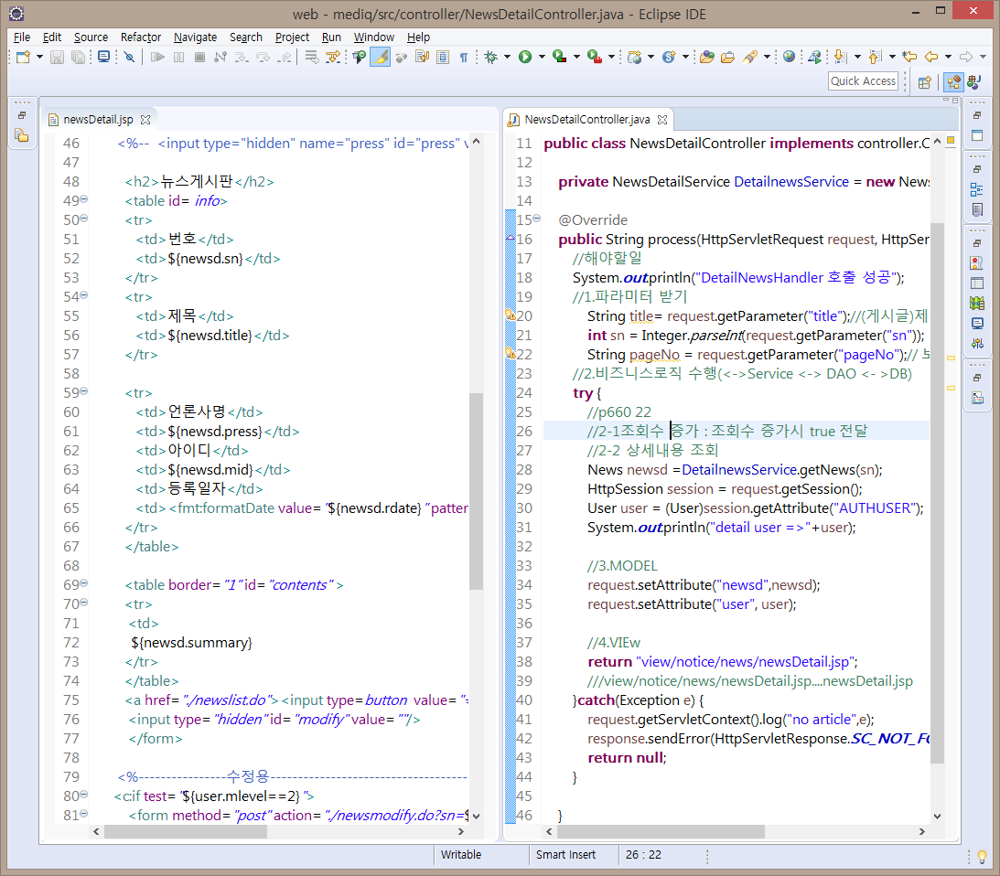 web - mediq/src/controller/NewsDetailController.java - Eclipse IDE
File Edit Source Refactor Navigate Search Project Run Window Help
Quick Access
newsDetail.jsp
46 <%-- <input type="hidden" name="press" id="press" v
47
48 <h2>뉴스게시판</h2>
49 <table id= info>
50 <tr>
51 <td>번호</td>
52 <td>${newsd.sn}</td>
53 </tr>
54 <tr>
55 <td>제목</td>
56 <td>${newsd.title}</td>
57 </tr>
58
59 <tr>
60 <td>언론사명</td>
61 <td>${newsd.press}</td>
62 <td>아이디</td>
63 <td>${newsd.mid}</td>
64 <td>등록일자</td>
65 <td><fmt:formatDate value="${newsd.rdate}"patter
66 </tr>
67 </table>
68
69 <table border="1"id="contents">
70 <tr>
71 <td>
72 ${newsd.summary}
73 </tr>
74 </table>
75 <a href="./newslist.do"><input type=button value="
76 <input type="hidden"id="modify"value=""/>
77 </form>
78
79 <%---------------수정용----------------------------------
80 <c:if test="${user.mlevel==2}">
81 <form method="post"action="./newsmodify.do?sn=$
NewsDetailController.java
11 public class NewsDetailController implements controller.C
12
13 private NewsDetailService DetailnewsService = new News
14
15 @Override
16 public String process(HttpServletRequest request, HttpSer
17 //해야할일
18 System.out.println("DetailNewsHandler 호출 성공");
19 //1.파라미터 받기
20 String title= request.getParameter("title");//(게시글)제
21 int sn = Integer.parseInt(request.getParameter("sn"));
22 String pageNo = request.getParameter("pageNo");//
23 //2.비즈니스로직 수행(<->Service <-> DAO <->DB)
24 try {
25 //p660 22
26 //2-1조회수 증가 : 조회수 증가시 true 전달
27 //2-2 상세내용 조회
28 News newsd =DetailnewsService.getNews(sn);
29 HttpSession session = request.getSession();
30 User user = (User)session.getAttribute("AUTHUSER");
31 System.out.println("detail user =>"+user);
32
33 //3.MODEL
34 request.setAttribute("newsd",newsd);
35 request.setAttribute("user", user);
36
37 //4.VIEw
38 return "view/notice/news/newsDetail.jsp";
39 ///view/notice/news/newsDetail.jsp....newsDetail.jsp
40 }catch(Exception e) {
41 request.getServletContext().log("no article",e);
42 response.sendError(HttpServletResponse.SC_NOT_FO
43 return null;
44 }
45
46 }
Writable Smart Insert 26 : 22